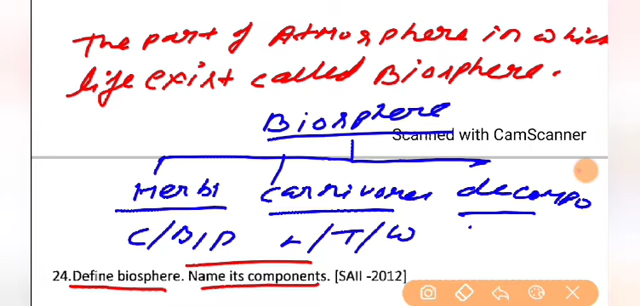 The part of Atmosphere in which
life exist called Biosphere.
Biosphere
Scanned with CamScanner
Herbi Carnivores decompo
C/B/D L/T/W
24.Define biosphere. Name its components. [SAII -2012]